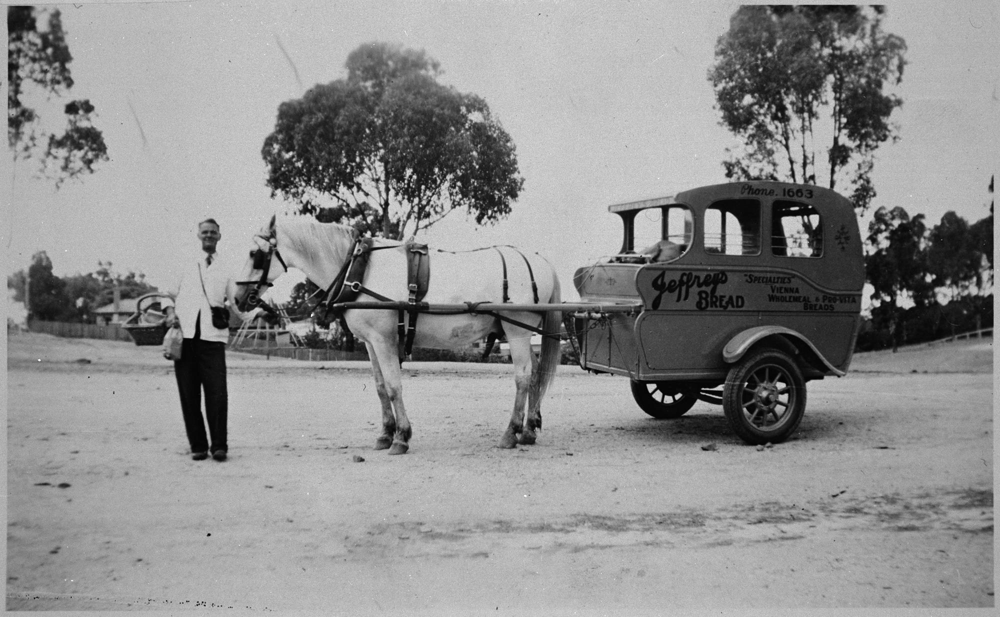 Phone. 1663
Jeffreys
BREAD
"SPECIALTIES"
VIENNA
WHOLEMEAL & PRO-VITA
BREADS